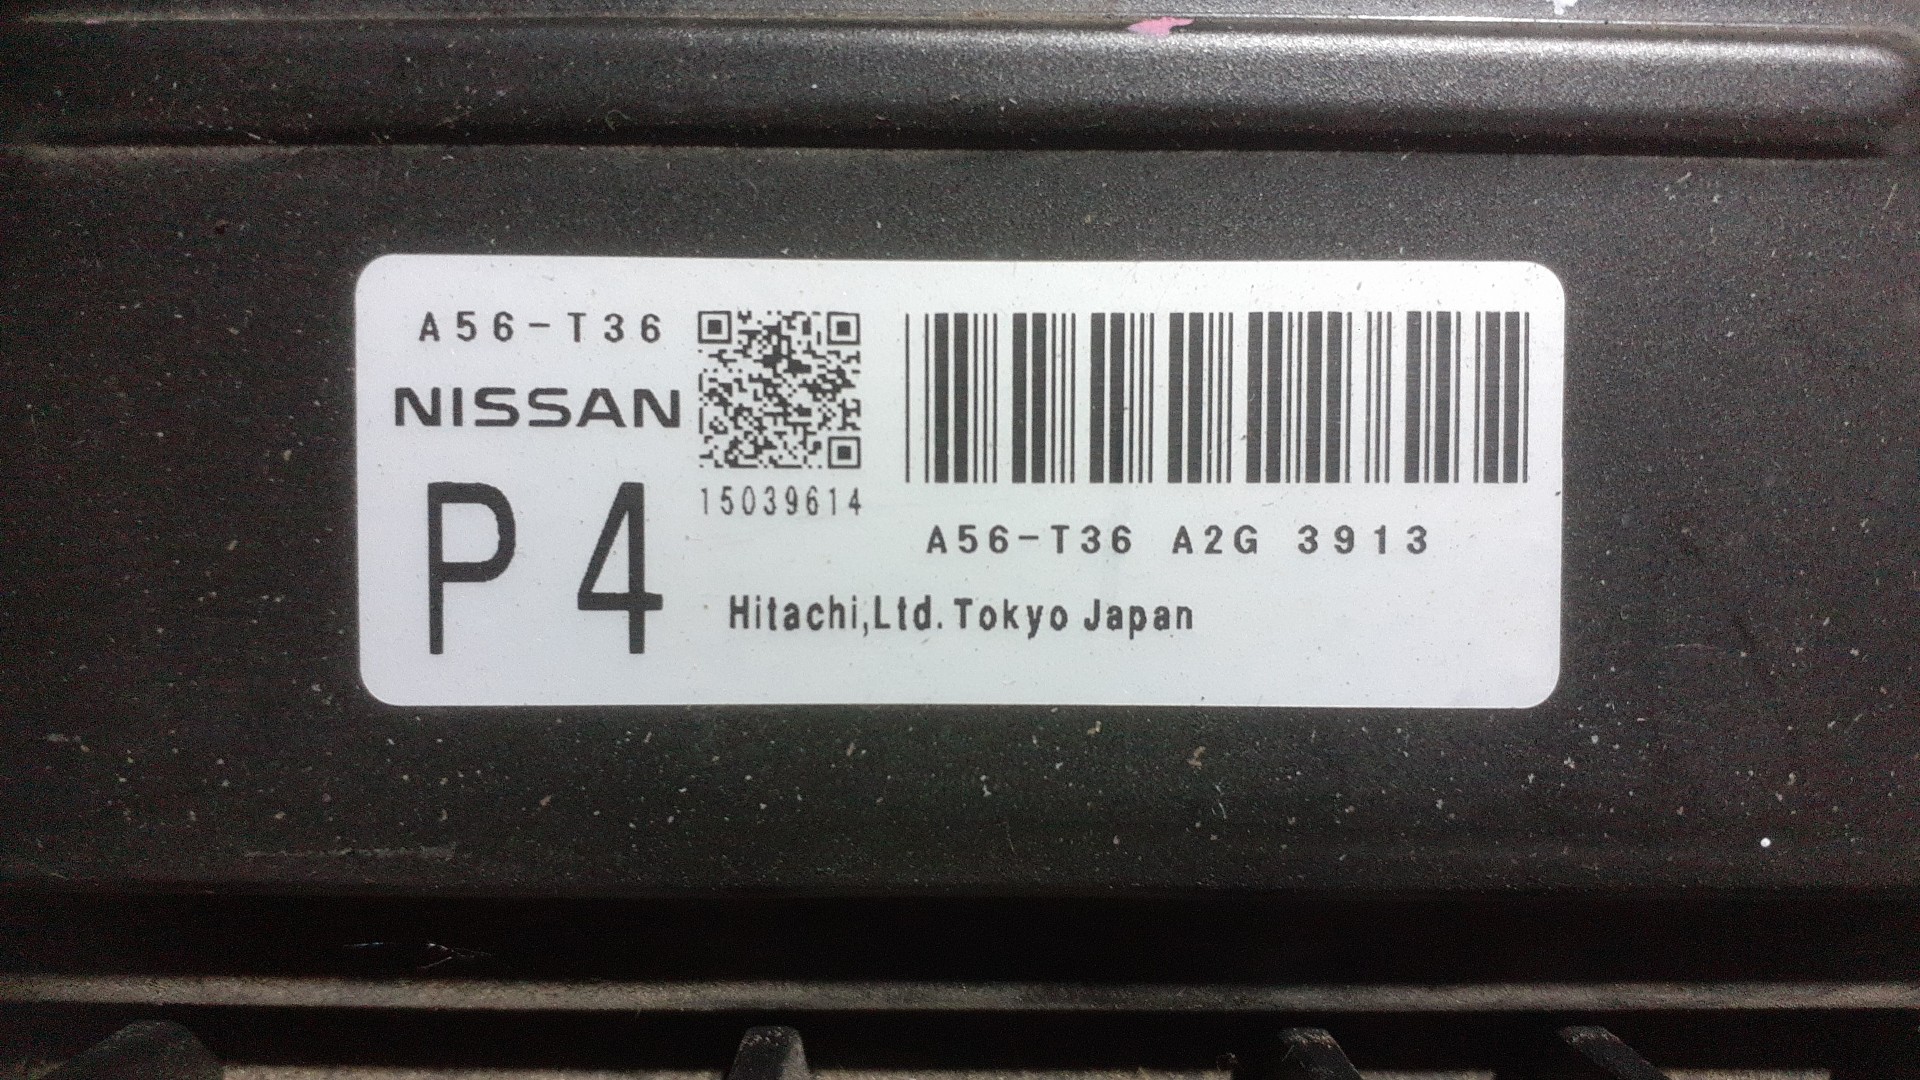 A56-T36
NISSAN
P4
15039614
A56-T36 A2G 3913
Hitachi,Ltd. Tokyo Japan